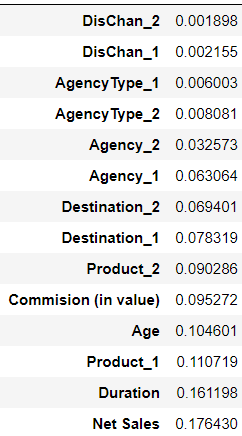 DisChan_2 0.001898
DisChan_1 0.002155
AgencyType_1 0.006003
AgencyType_2 0.008081
Agency_2 0.032573
Agency_1 0.063064
Destination_2 0.069401
Destination_1 0.078319
Product_2 0.090286
Commision (in value) 0.095272
Age 0.104601
Product_1 0.110719
Duration 0.161198
Net Sales 0.176430